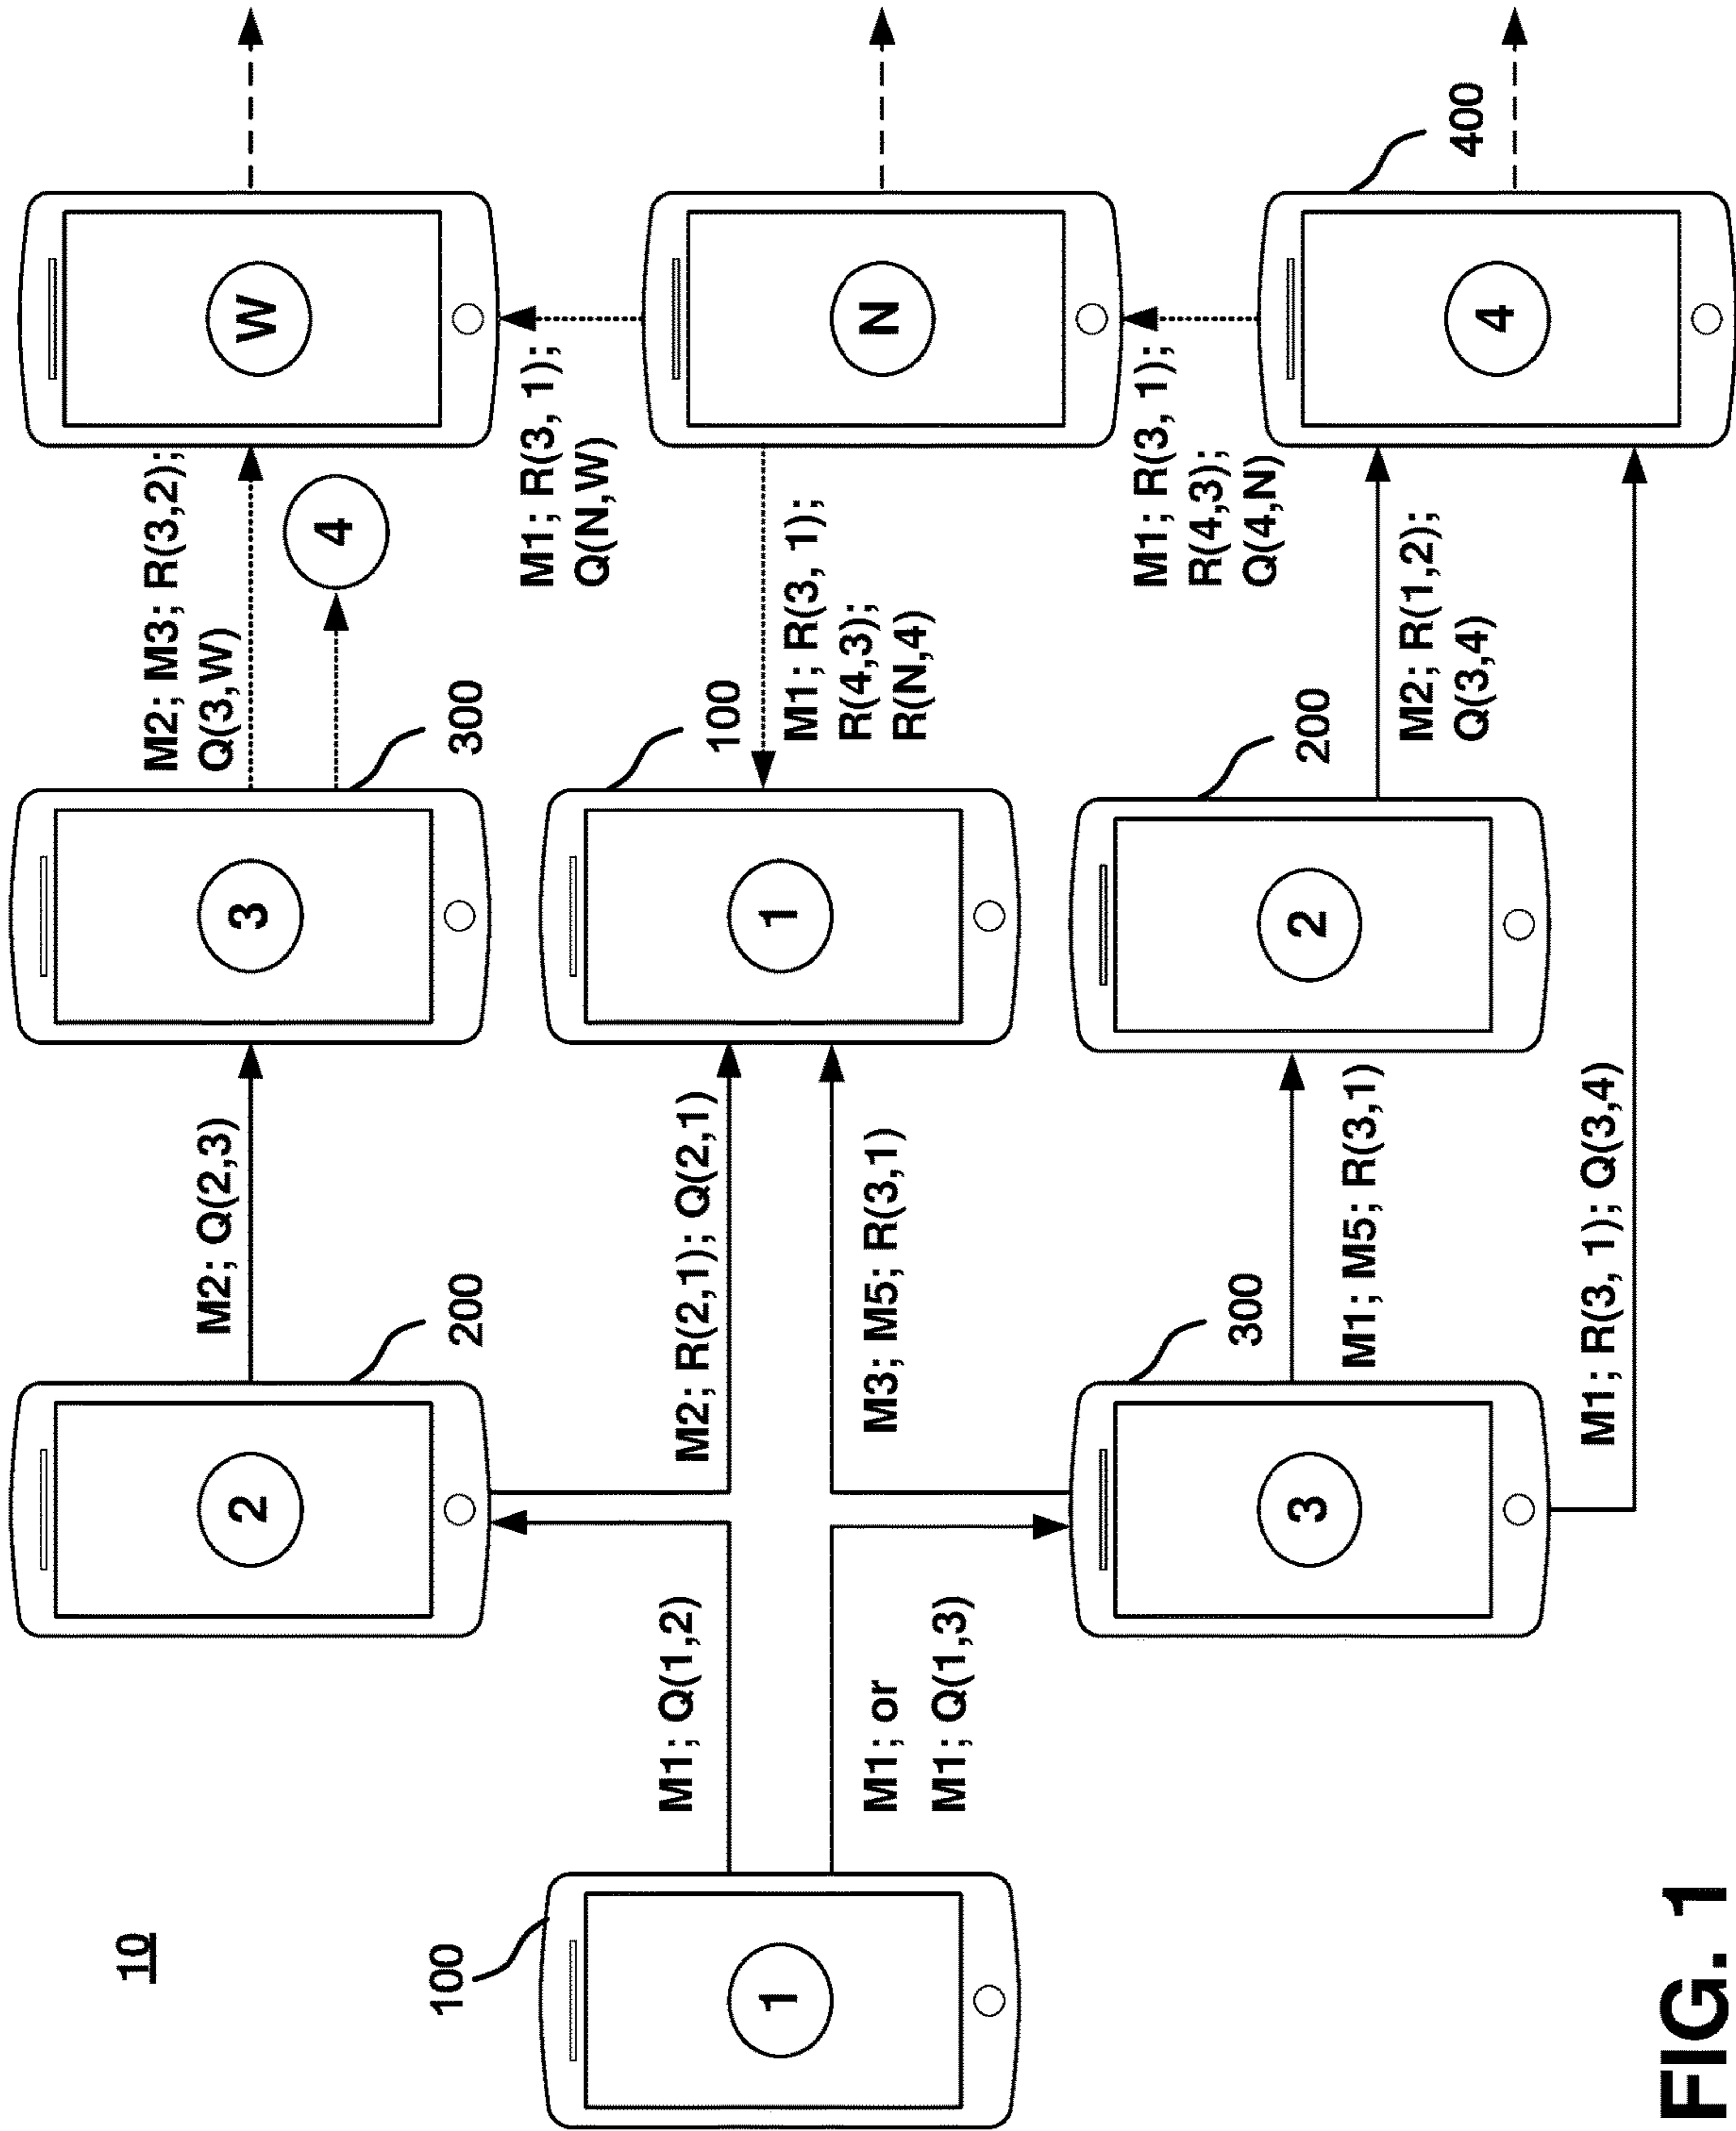 10
M2; Q(2,3)
M2; M3; R(3,2);
Q(3,W)
2
3
W
4
100
200
300
M1; R(3, 1);
Q(N,W)
M1; Q(1,2)
M2; R(2,1); Q(2,1)
100
1
1
N
M1; R(3, 1);
R(4,3);
R(N,4)
M1; or
M1; Q(1,3)
M3; M5; R(3,1)
M1; R(3, 1);
R(4,3);
Q(4,N)
300
200
3
2
4
M1; M5; R(3,1)
M2; R(1,2);
Q(3,4)
400
M1; R(3, 1); Q(3,4)
FIG. 1